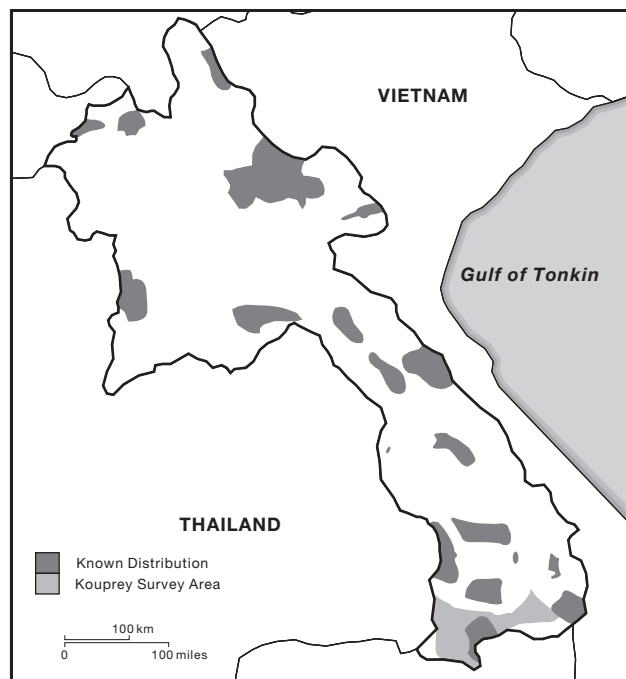 VIETNAM
Gulf of Tonkin
THAILAND
Known Distribution
Kouprey Survey Area
100 km
0 100 miles